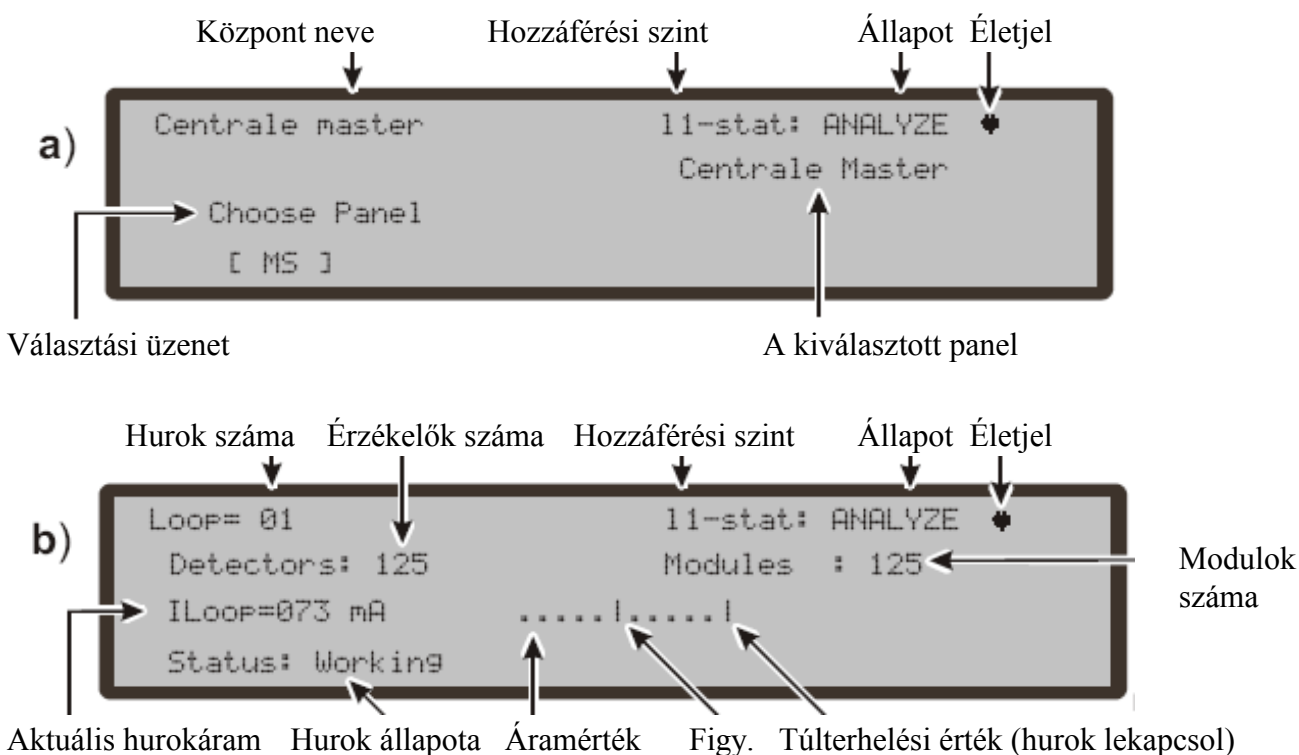 Központ neve Hozzáférési szint Állapot Életjel
a)
Centrale master l1-stat: ANALYZE
Centrale Master
Choose Panel
[ MS ]
Választási üzenet A kiválasztott panel
Hurok száma Érzékelők száma Hozzáférési szint Állapot Életjel
b)
Loop= 01 l1-stat: ANALYZE
Detectors: 125 Modules : 125
Modulok
száma
ILoop=073 mA .....|.....|
Status: Working
Aktuális hurokáram Hurok állapota Áramérték Figy. Túlterhelési érték (hurok lekapcsol)